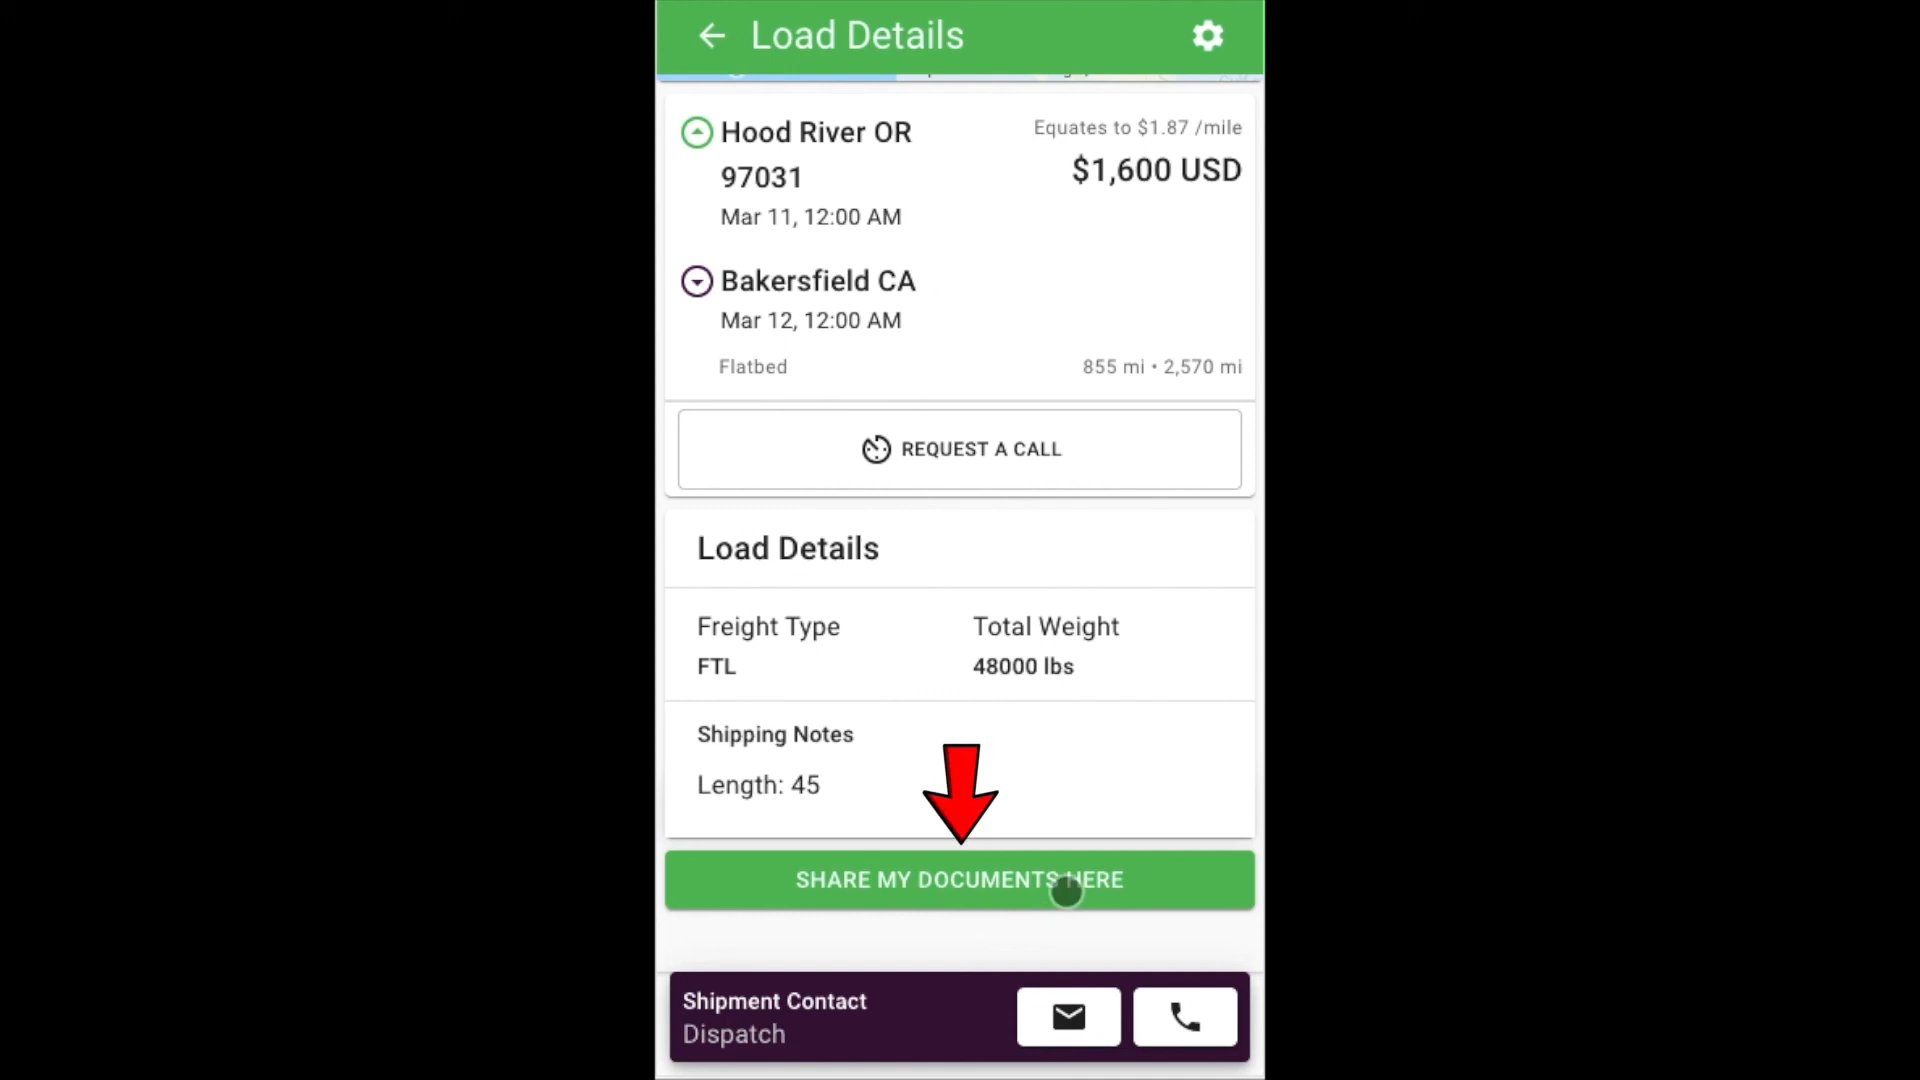 Load Details
Hood River OR
97031
Mar 11, 12:00 AM
Equates to $1.87 /mile
$1,600 USD
Bakersfield CA
Mar 12, 12:00 AM
Flatbed
855 mi • 2,570 mi
REQUEST A CALL
Load Details
Freight Type
FTL
Total Weight
48000 lbs
Shipping Notes
Length: 45
SHARE MY DOCUMENTS HERE
Shipment Contact
Dispatch